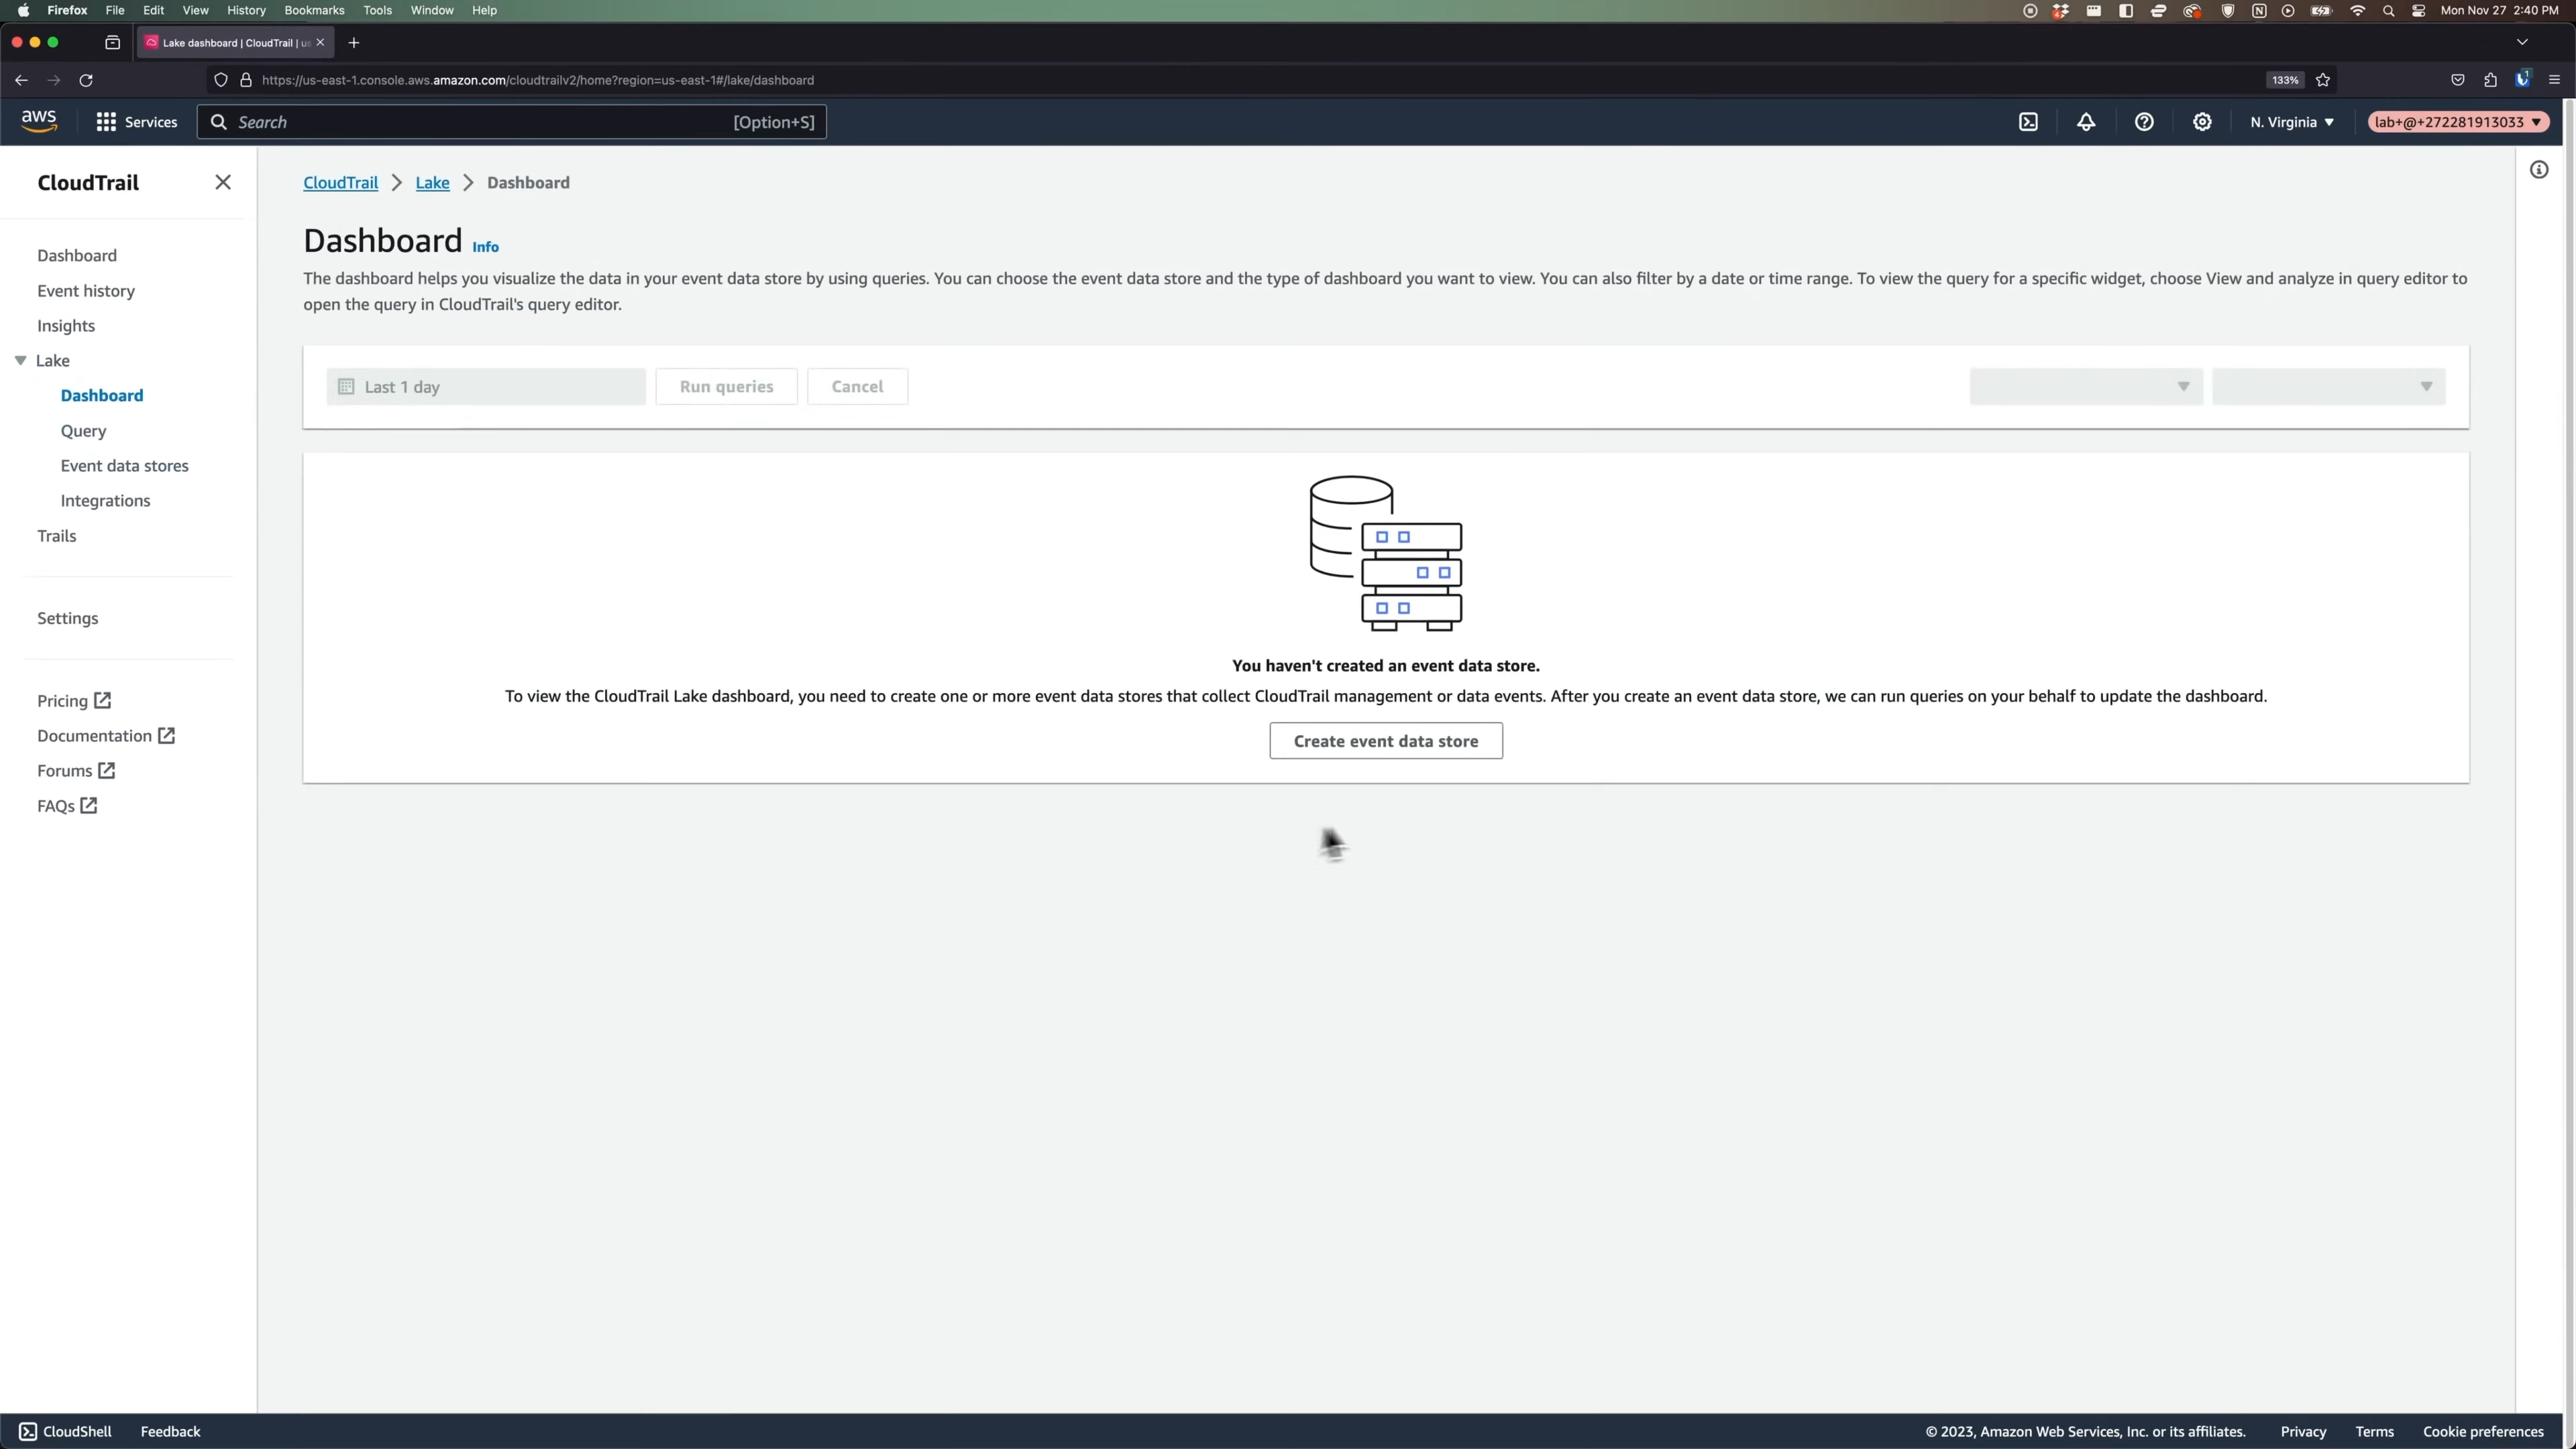 Firefox File Edit View History Bookmarks Tools Window Help
Mon Nov 27 2:40 PM
Lake dashboard | CloudTrail | us
https://us-east-1.console.aws.amazon.com/cloudtrailv2/home?region=us-east-1#/lake/dashboard
133%
aws
Services
Search
[Option+S]
N. Virginia
lab+@+272281913033
CloudTrail
Dashboard
Event history
Insights
Lake
Dashboard
Query
Event data stores
Integrations
Trails
Settings
Pricing
Documentation
Forums
FAQs
CloudTrail Lake Dashboard
Dashboard Info
The dashboard helps you visualize the data in your event data store by using queries. You can choose the event data store and the type of dashboard you want to view. You can also filter by a date or time range. To view the query for a specific widget, choose View and analyze in query editor to
open the query in CloudTrail's query editor.
Last 1 day
Run queries
Cancel
You haven't created an event data store.
To view the CloudTrail Lake dashboard, you need to create one or more event data stores that collect CloudTrail management or data events. After you create an event data store, we can run queries on your behalf to update the dashboard.
Create event data store
CloudShell
Feedback
© 2023, Amazon Web Services, Inc. or its affiliates.
Privacy
Terms
Cookie preferences